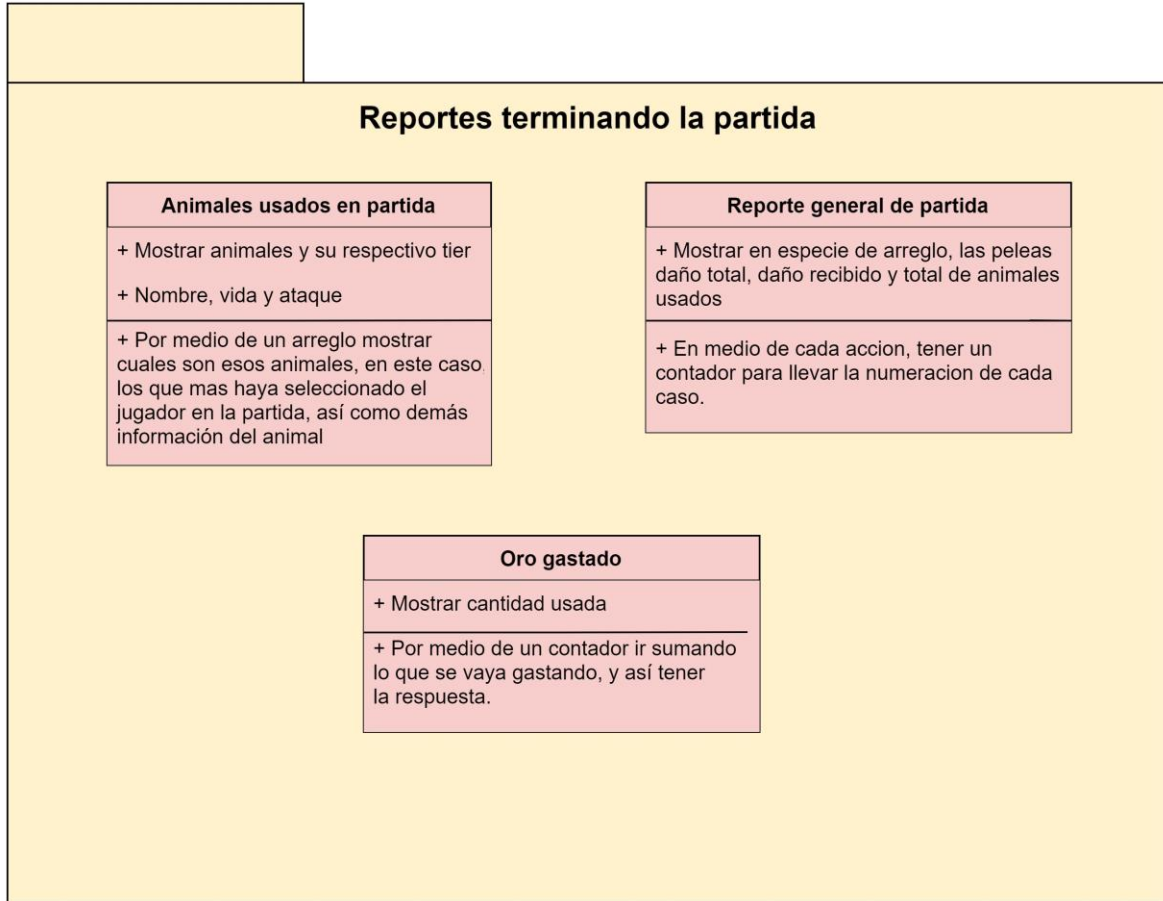 Reportes terminando la partida
Animales usados en partida
+ Mostrar animales y su respectivo tier
+ Nombre, vida y ataque
+ Por medio de un arreglo mostrar
cuales son esos animales, en este caso,
los que mas haya seleccionado el
jugador en la partida, así como demás
información del animal
Reporte general de partida
+ Mostrar en especie de arreglo, las peleas
daño total, daño recibido y total de animales
usados
+ En medio de cada accion, tener un
contador para llevar la numeracion de cada
caso.
Oro gastado
+ Mostrar cantidad usada
+ Por medio de un contador ir sumando
lo que se vaya gastando, y así tener
la respuesta.